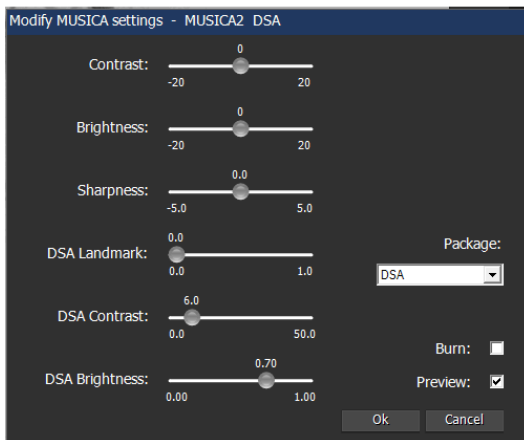 Modify MUSICA settings - MUSICA2 DSA
0
Contrast:
-20 20
0
Brightness:
-20 20
0.0
Sharpness:
-5.0 5.0
0.0
DSA Landmark:
0.0 1.0
Package:
DSA
6.0
DSA Contrast:
0.0 50.0
Burn:
0.70
DSA Brightness:
0.00 1.00
Preview:
Ok Cancel